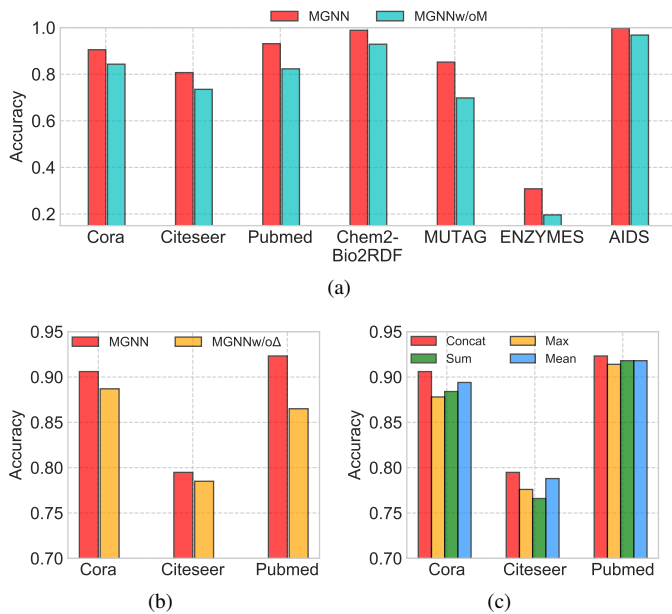 MGNN MGNNw/oM
1.0
0.8
0.6
0.4
0.2
Accuracy
Cora Citeseer Pubmed Chem2-
Bio2RDF MUTAG ENZYMES AIDS
(a)
MGNN MGNNw/oΔ
0.95
0.90
0.85
0.80
0.75
0.70
Accuracy
Cora Citeseer Pubmed
(b)
Concat Max
Sum Mean
0.95
0.90
0.85
0.80
0.75
0.70
Accuracy
Cora Citeseer Pubmed
(c)